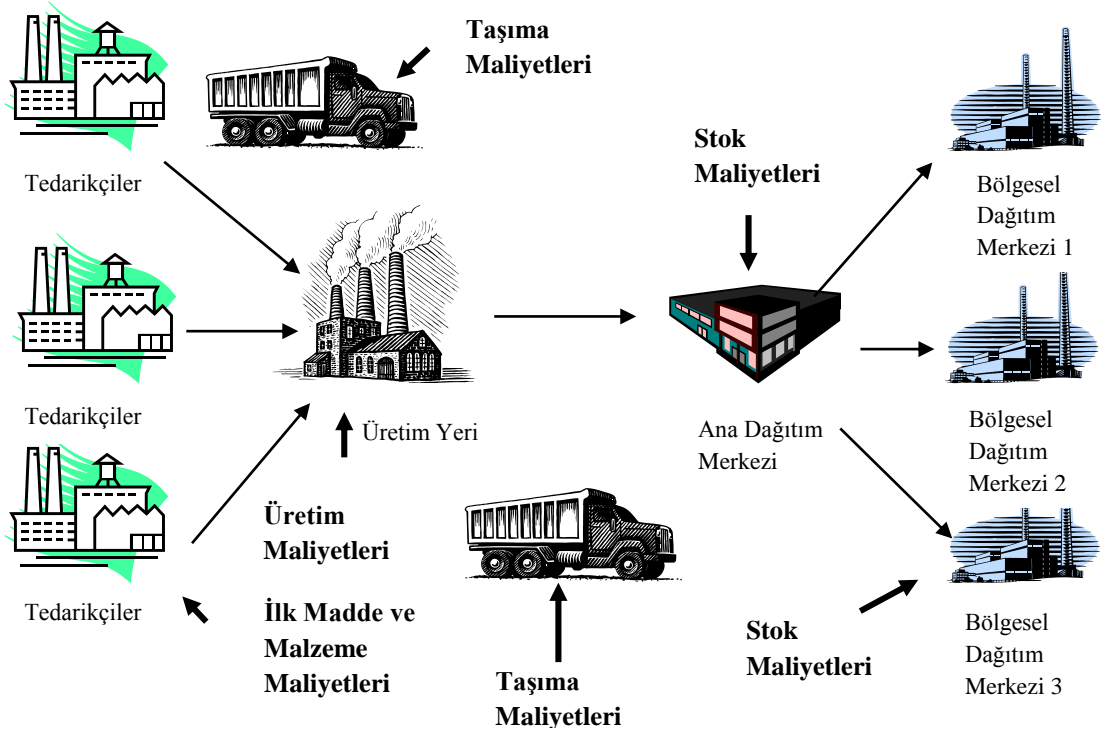 Taşıma
Maliyetleri
Tedarikçiler
Stok
Maliyetleri
Bölgesel
Dağıtım
Merkezi 1
Tedarikçiler
Üretim Yeri
Ana Dağıtım
Merkezi
Bölgesel
Dağıtım
Merkezi 2
Üretim
Maliyetleri
Tedarikçiler
İlk Madde ve
Malzeme
Maliyetleri
Taşıma
Maliyetleri
Stok
Maliyetleri
Bölgesel
Dağıtım
Merkezi 3